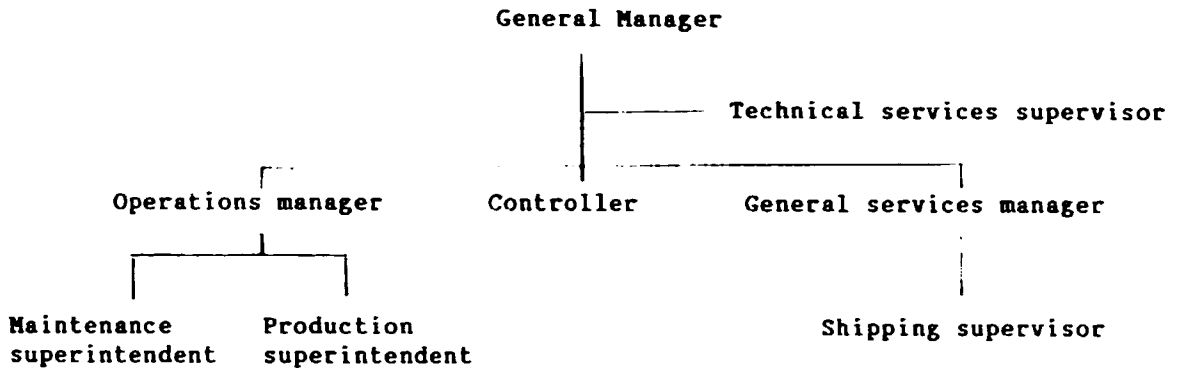 General Manager
Technical services supervisor
Operations manager
Controller
General services manager
Maintenance
superintendent
Production
superintendent
Shipping supervisor